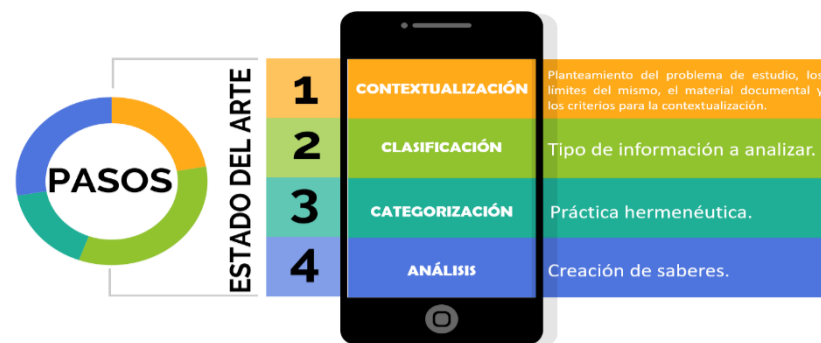 PASOS
ESTADO DEL ARTE
1
CONTEXTUALIZACIÓN
Planteamiento del problema de estudio, los
límites del mismo, el material documental y
los criterios para la contextualización.
2
CLASIFICACIÓN
Tipo de información a analizar.
3
CATEGORIZACIÓN
Práctica hermenéutica.
4
ANÁLISIS
Creación de saberes.